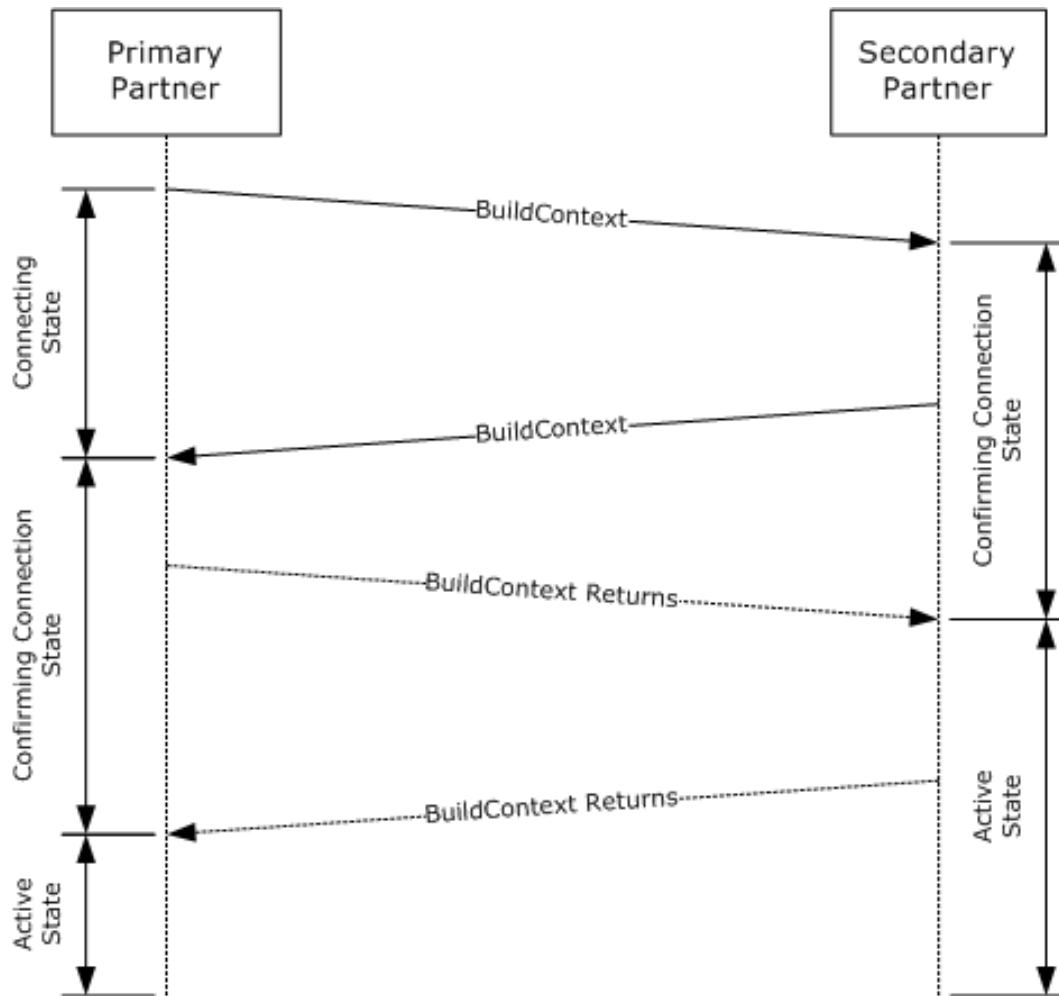 Primary
Partner
Secondary
Partner
BuildContext
Connecting
State
Confirming Connection
State
BuildContext
BuildContext Returns
Confirming Connection
State
BuildContext Returns
Active
State
Active
State